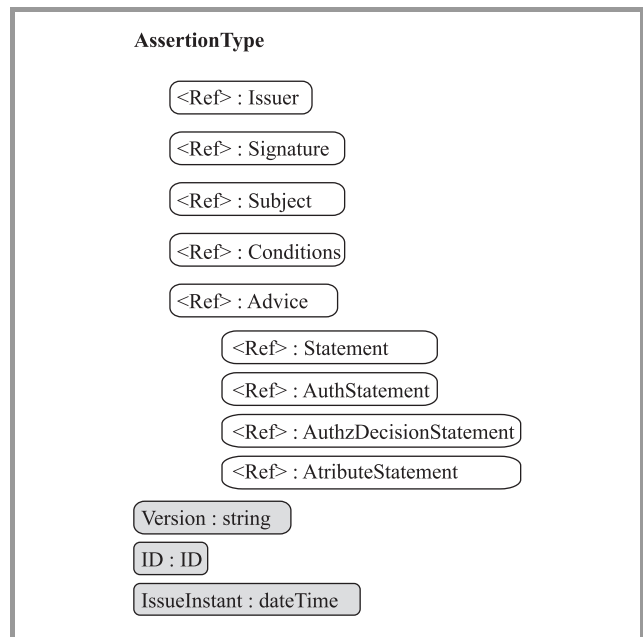 AssertionType
<Ref> : Issuer
<Ref> : Signature
<Ref> : Subject
<Ref> : Conditions
<Ref> : Advice
<Ref> : Statement
<Ref> : AuthStatement
<Ref> : AuthzDecisionStatement
<Ref> : AtributeStatement
Version : string
ID : ID
IssueInstant : dateTime